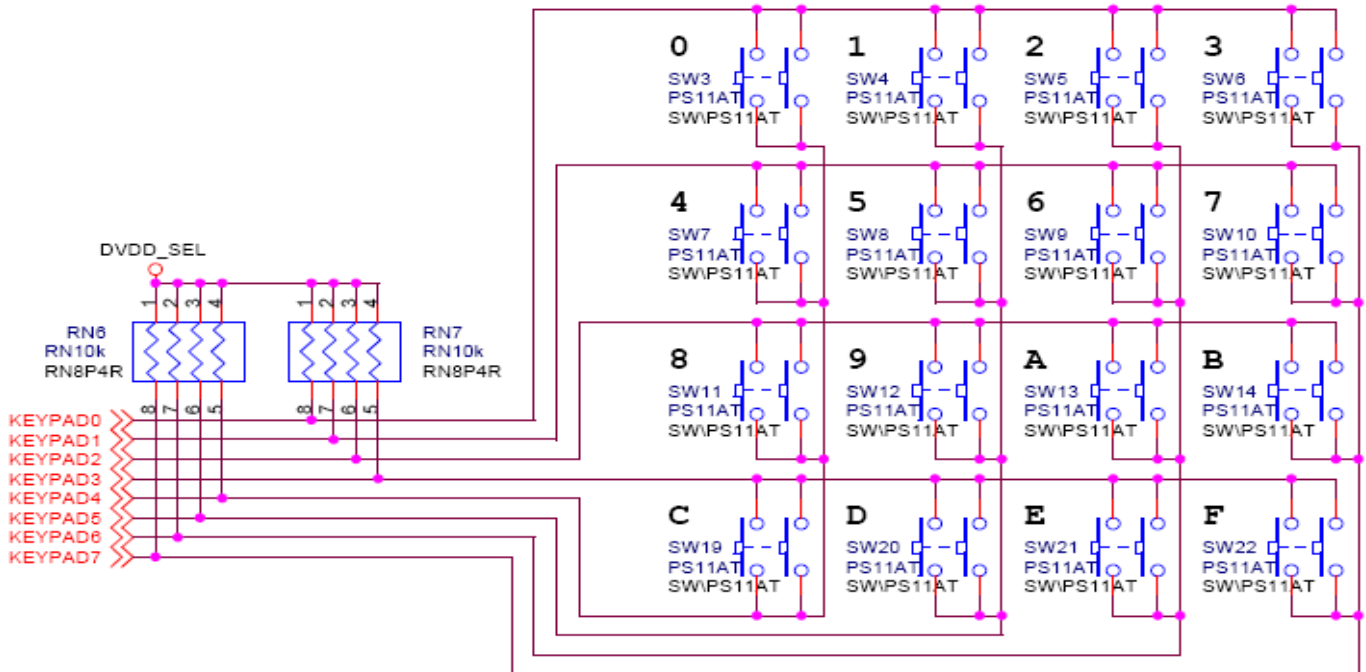 0
SW3
PS11AT
SW\PS11AT
1
SW4
PS11AT
SW\PS11AT
2
SW5
PS11AT
SW\PS11AT
3
SW6
PS11AT
SW\PS11AT
4
SW7
PS11AT
SW\PS11AT
5
SW8
PS11AT
SW\PS11AT
6
SW9
PS11AT
SW\PS11AT
7
SW10
PS11AT
SW\PS11AT
DVDD_SEL
1 2 3 4
RN6
RN10k
RN8P4R
8 7 6 5
1 2 3 4
RN7
RN10k
RN8P4R
8 7 6 5
8
SW11
PS11AT
SW\PS11AT
9
SW12
PS11AT
SW\PS11AT
A
SW13
PS11AT
SW\PS11AT
B
SW14
PS11AT
SW\PS11AT
KEYPAD0
KEYPAD1
KEYPAD2
KEYPAD3
KEYPAD4
KEYPAD5
KEYPAD6
KEYPAD7
C
SW19
PS11AT
SW\PS11AT
D
SW20
PS11AT
SW\PS11AT
E
SW21
PS11AT
SW\PS11AT
F
SW22
PS11AT
SW\PS11AT